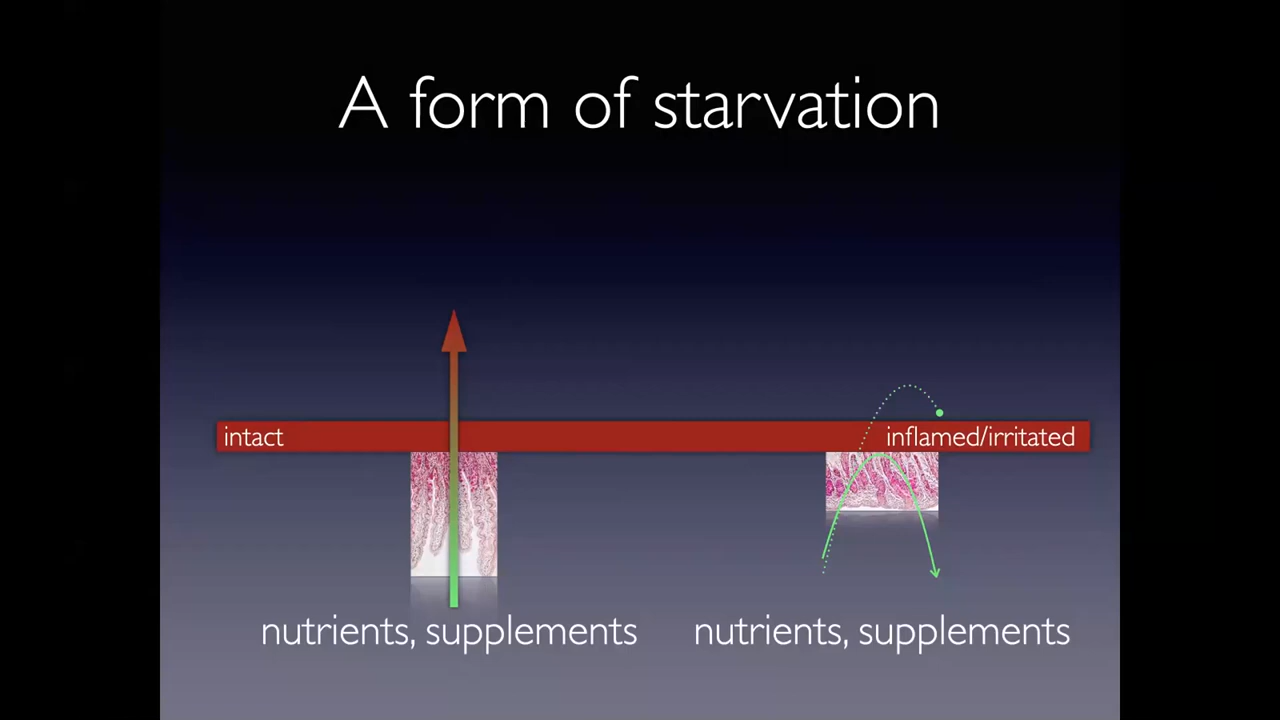 A form of starvation
intact
inflamed/irritated
nutrients, supplements
nutrients, supplements